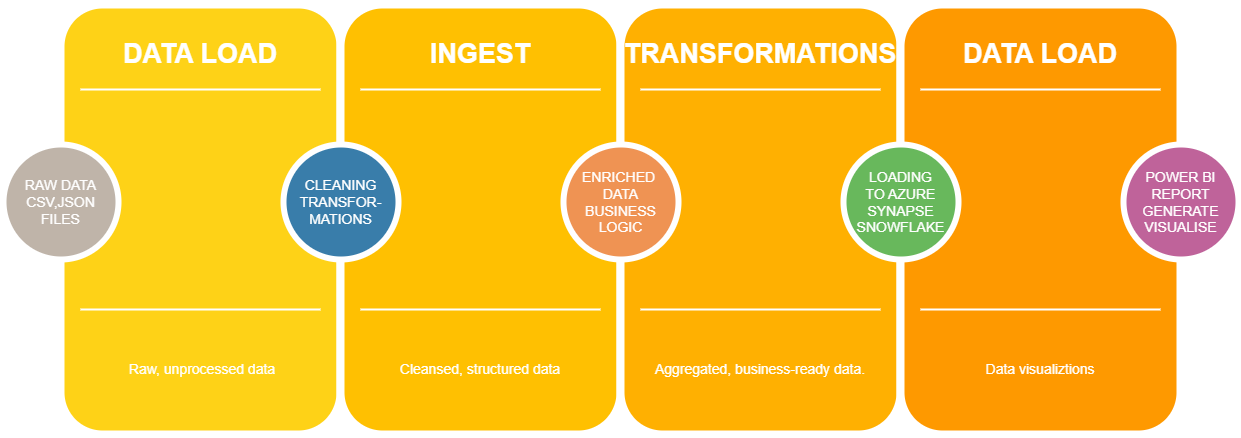 DATA LOAD
INGEST
TRANSFORMATIONS
DATA LOAD
RAW DATA
CSV,JSON
FILES
CLEANING
TRANSFOR-
MATIONS
ENRICHED
DATA
BUSINESS
LOGIC
LOADING
TO AZURE
SYNAPSE
SNOWFLAKE
POWER BI
REPORT
GENERATE
VISUALISE
Raw, unprocessed data
Cleansed, structured data
Aggregated, business-ready data.
Data visualiztions